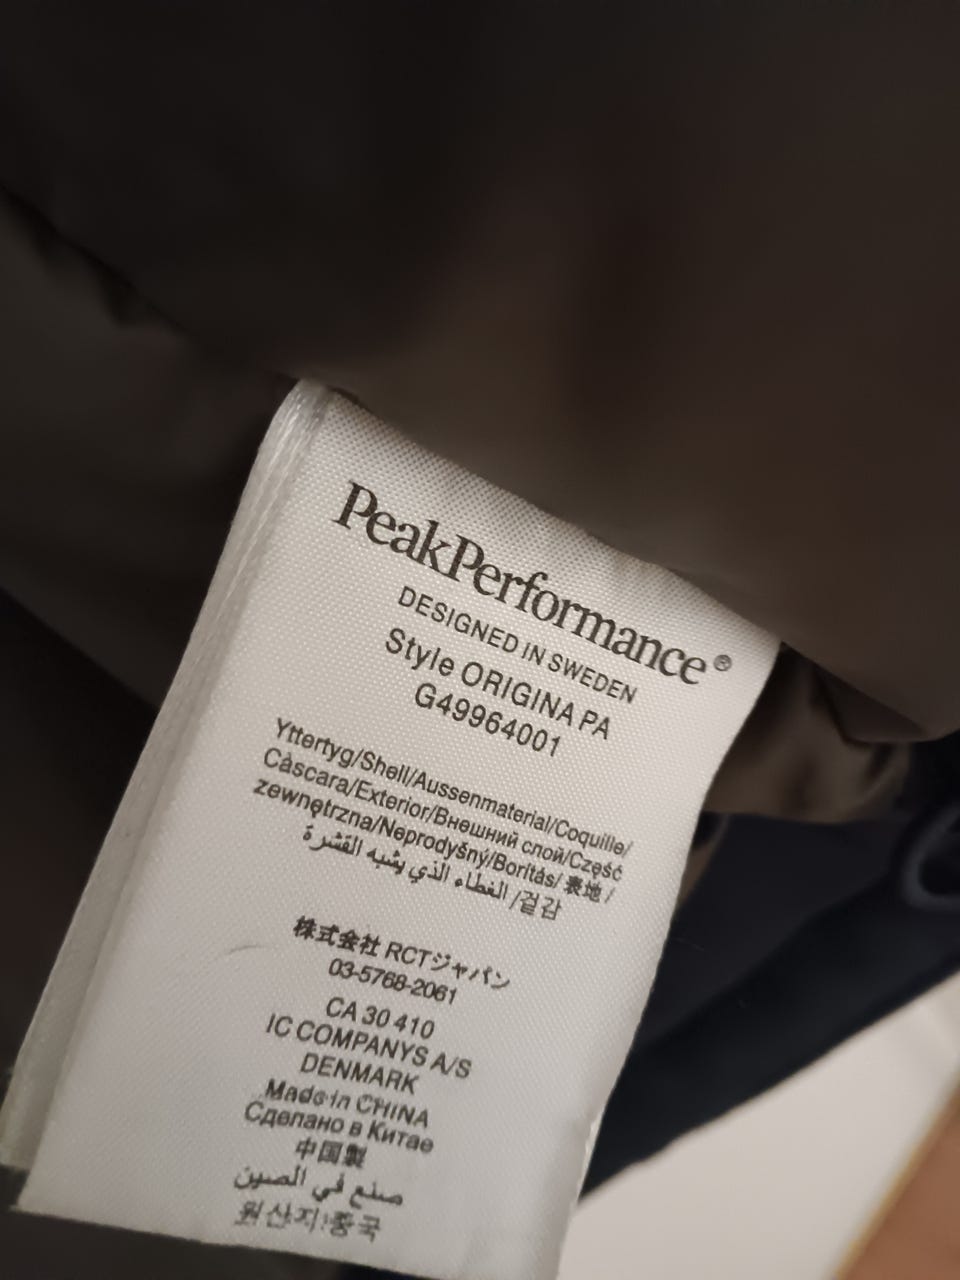 PeakPerformance®
DESIGNED IN SWEDEN
Style ORIGINA PA
G49964001
Yttertyg/Shell/Aussenmaterial/Coquille/
Càscara/Exterior/Внешний слой/Część
zewnętrzna/Neprodyšný/Borítás/ 表地 /
الغطاء الذي يشبه القشرة /겉감
株式会社 RCTジャパン
03-5768-2061
CA 30 410
IC COMPANYS A/S
DENMARK
Made in CHINA
Сделано в Китае
中国製
صنع في الصين
원산지:중국